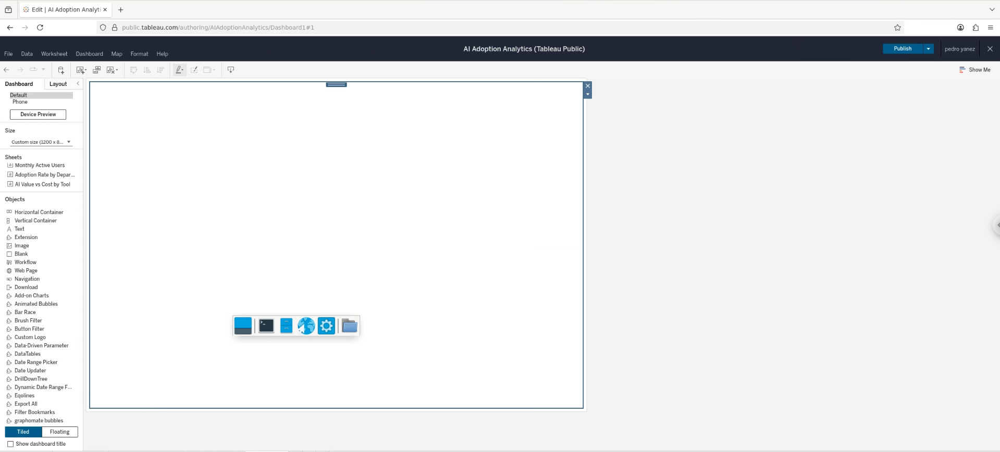 Edit | AI Adoption Analyti
public.tableau.com/authoring/AIAdoptionAnalytics/Dashboard1#1
AI Adoption Analytics (Tableau Public)
Publish
pedro yanez
File Data Worksheet Dashboard Map Format Help
Show Me
Dashboard Layout
Default
Phone
Device Preview
Size
Custom size (1200 x 8...
Sheets
Monthly Active Users
Adoption Rate by Depar...
AI Value vs Cost by Tool
Objects
Horizontal Container
Vertical Container
Text
Extension
Image
Blank
Workflow
Web Page
Navigation
Download
Add-on Charts
Animated Bubbles
Bar Race
Brush Filter
Button Filter
Custom Logo
Data-Driven Parameter
DataTables
Date Range Picker
Date Updater
DrillDownTree
Dynamic Date Range F...
Eqolines
Export All
Filter Bookmarks
graphomate bubbles
Tiled Floating
Show dashboard title